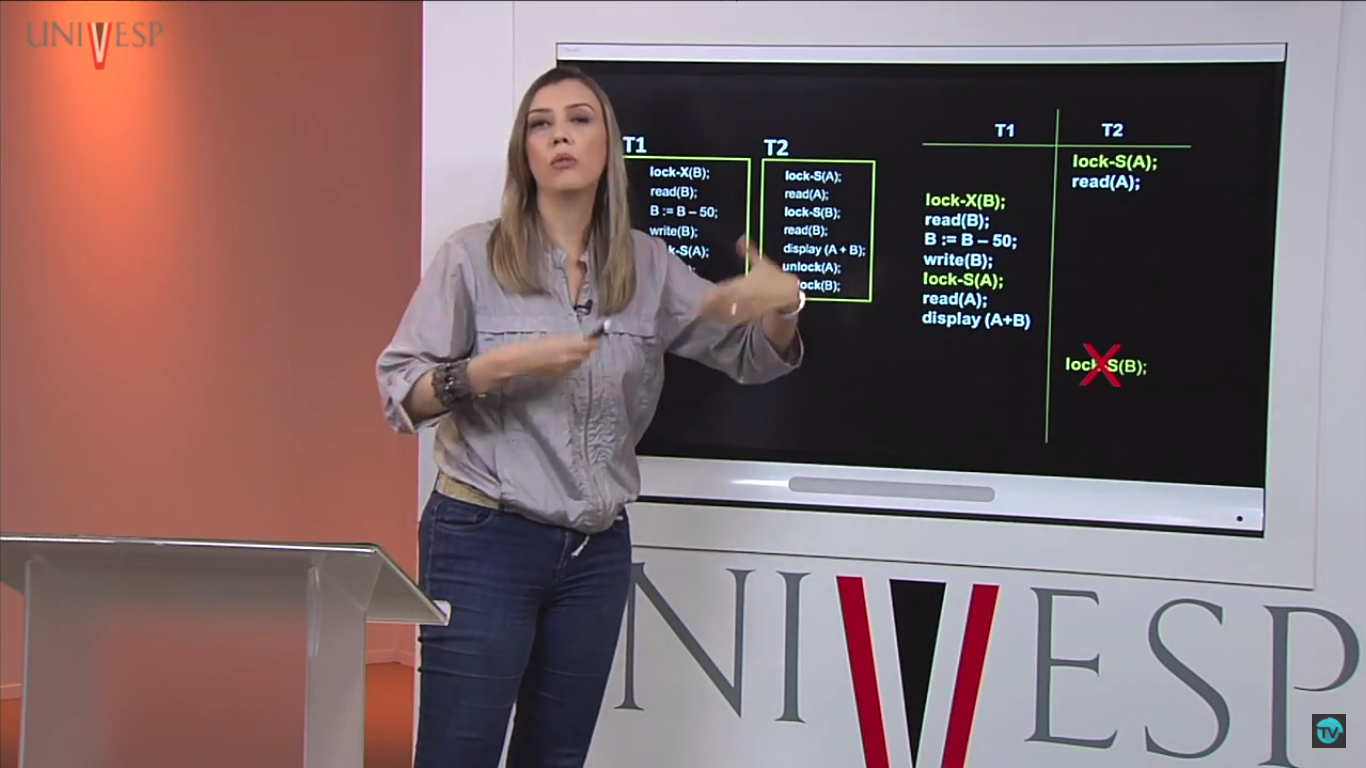 UNIVESP
T1
lock-X(B);
read(B);
B := B – 50;
write(B);
k-S(A);
T2
lock-S(A);
read(A);
lock-S(B);
read(B);
display (A + B);
unlock(A);
lock(B);
T1
T2
lock-S(A);
read(A);
lock-X(B);
read(B);
B := B – 50;
write(B);
lock-S(A);
read(A);
display (A+B)
lock-S(B);
UNIVESP
TV